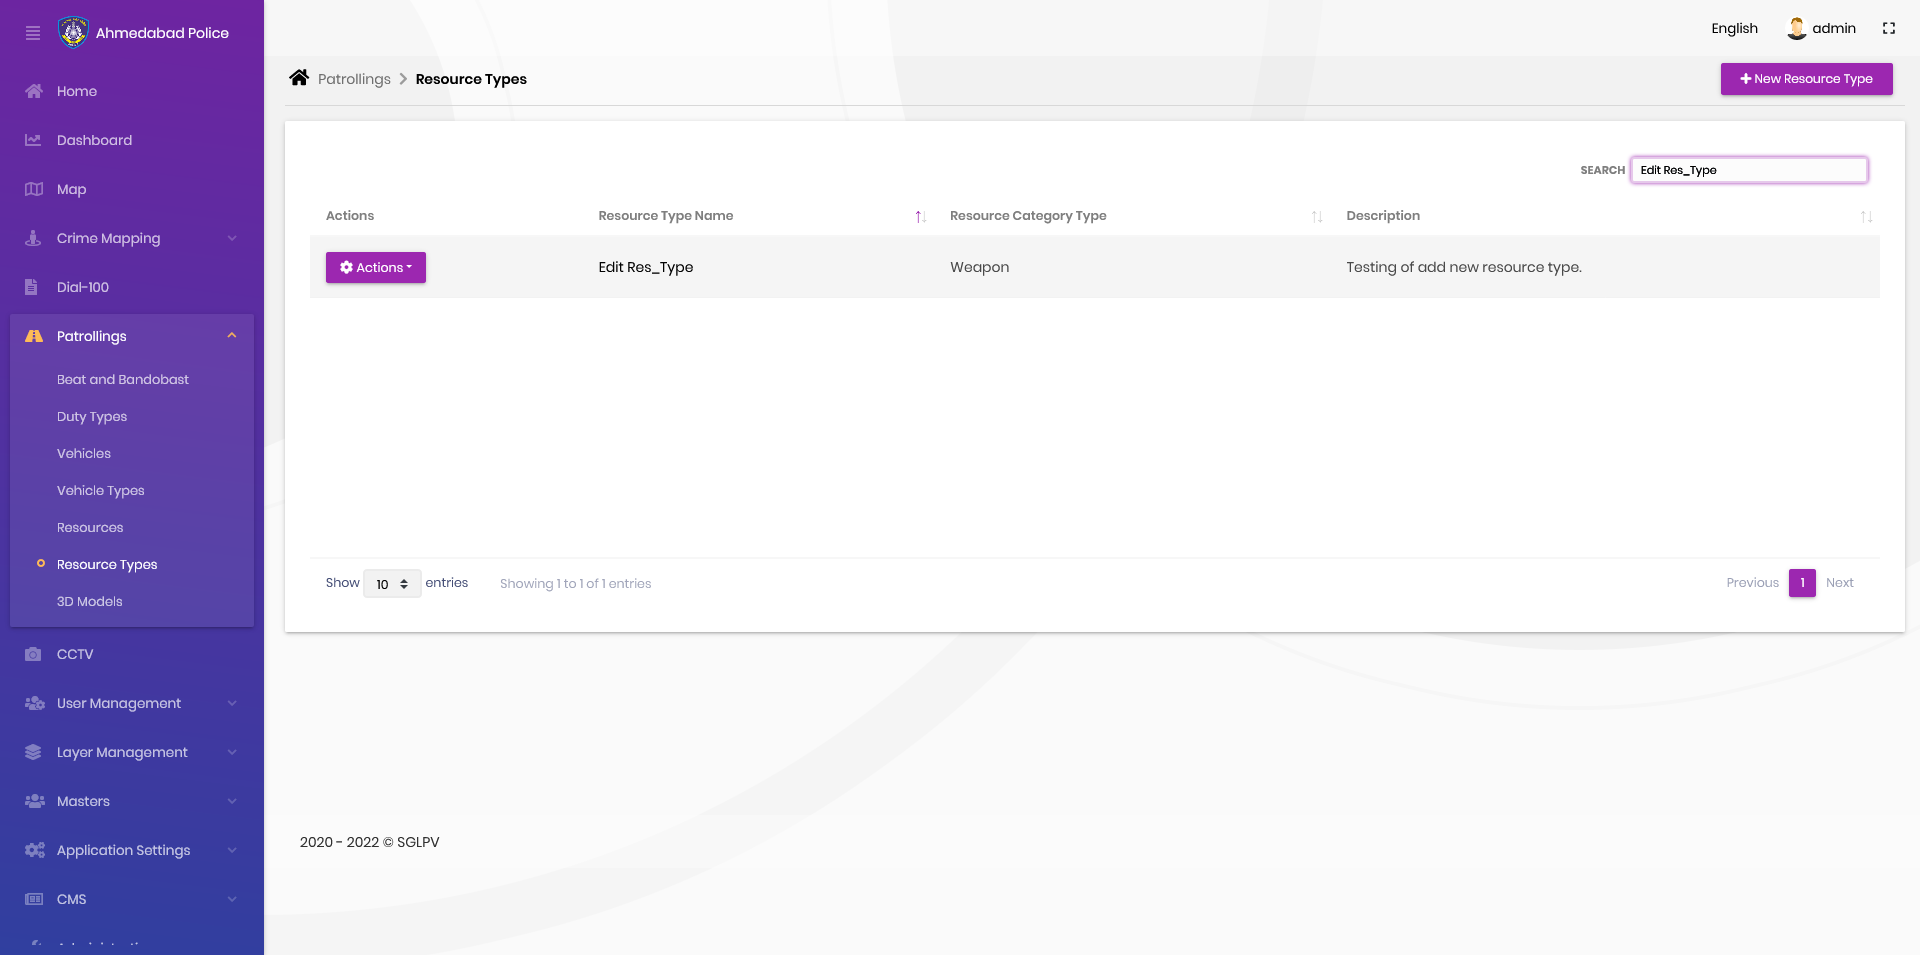 Ahmedabad Police
English
admin
Home
Dashboard
Map
Crime Mapping
Dial-100
Patrollings
Beat and Bandobast
Duty Types
Vehicles
Vehicle Types
Resources
Resource Types
3D Models
CCTV
User Management
Layer Management
Masters
Application Settings
CMS
Patrollings > Resource Types
New Resource Type
SEARCH Edit Res_Type
Actions Resource Type Name Resource Category Type Description
Actions Edit Res_Type Weapon Testing of add new resource type.
Show 10 entries Showing 1 to 1 of 1 entries Previous 1 Next
2020 - 2022 © SGLPV